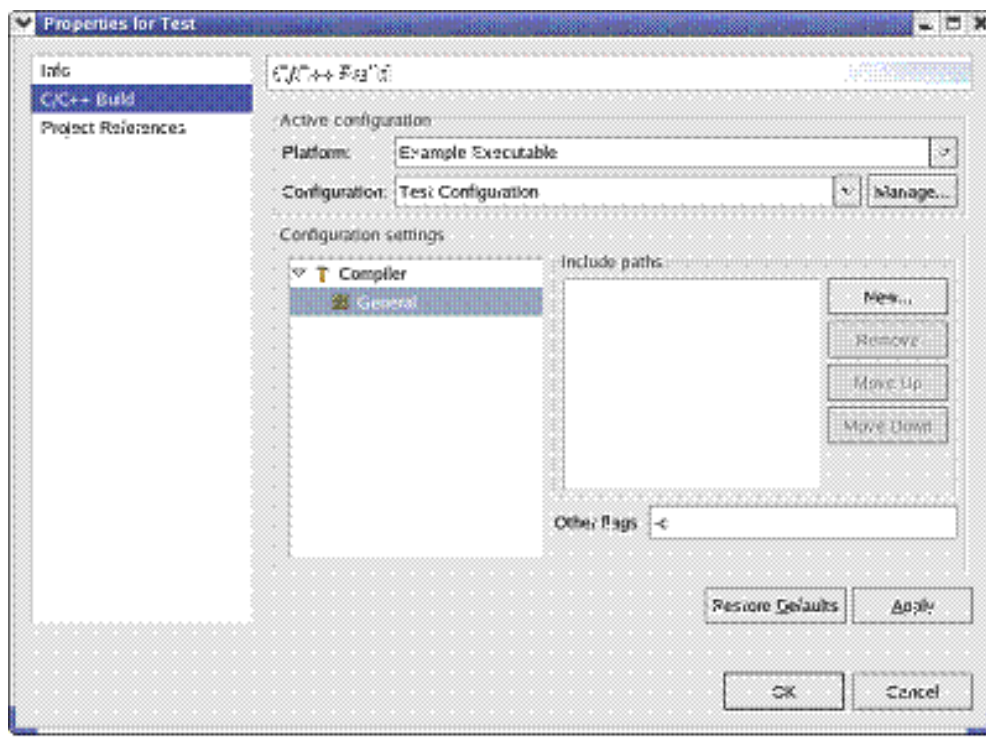 Properties for Test
Info
C/C++ Build
Project References
C/C++ Build
Active configuration
Platform: Example Executable
Configuration: Test Configuration Manage...
Configuration settings
Compiler
General
Include paths
New...
Remove
Move Up
Move Down
Other flags -c
Restore Defaults Apply
OK Cancel